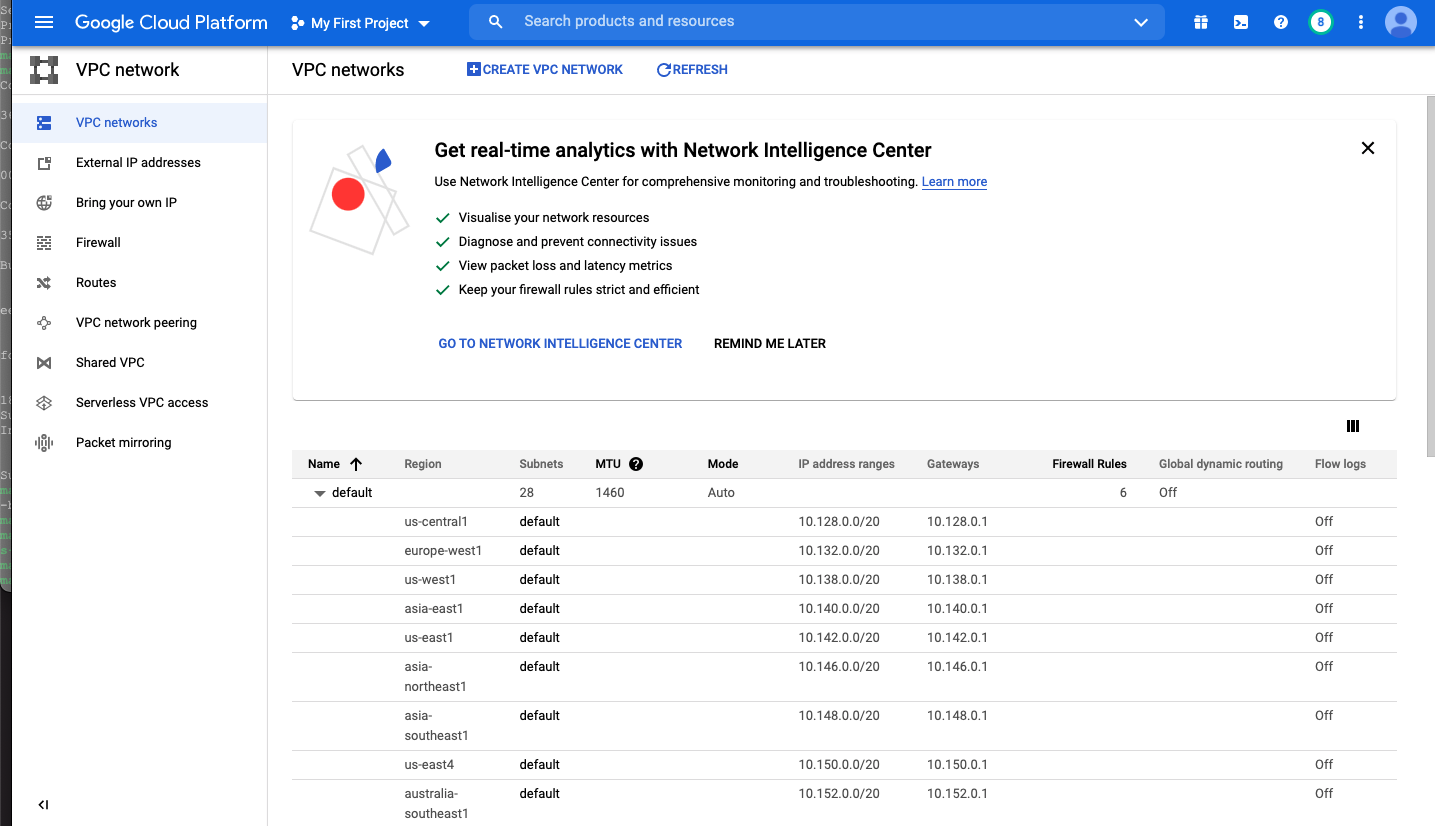 Google Cloud Platform
My First Project
Search products and resources
8
VPC network
VPC networks
CREATE VPC NETWORK
REFRESH
VPC networks
External IP addresses
Bring your own IP
Firewall
Routes
VPC network peering
Shared VPC
Serverless VPC access
Packet mirroring
Get real-time analytics with Network Intelligence Center
Use Network Intelligence Center for comprehensive monitoring and troubleshooting. Learn more
Visualise your network resources
Diagnose and prevent connectivity issues
View packet loss and latency metrics
Keep your firewall rules strict and efficient
GO TO NETWORK INTELLIGENCE CENTER REMIND ME LATER
Name Region Subnets MTU Mode IP address ranges Gateways Firewall Rules Global dynamic routing Flow logs
default 28 1460 Auto 6 Off
us-central1 default 10.128.0.0/20 10.128.0.1 Off
europe-west1 default 10.132.0.0/20 10.132.0.1 Off
us-west1 default 10.138.0.0/20 10.138.0.1 Off
asia-east1 default 10.140.0.0/20 10.140.0.1 Off
us-east1 default 10.142.0.0/20 10.142.0.1 Off
asia- default 10.146.0.0/20 10.146.0.1 Off
northeast1
asia- default 10.148.0.0/20 10.148.0.1 Off
southeast1
us-east4 default 10.150.0.0/20 10.150.0.1 Off
australia- default 10.152.0.0/20 10.152.0.1 Off
southeast1